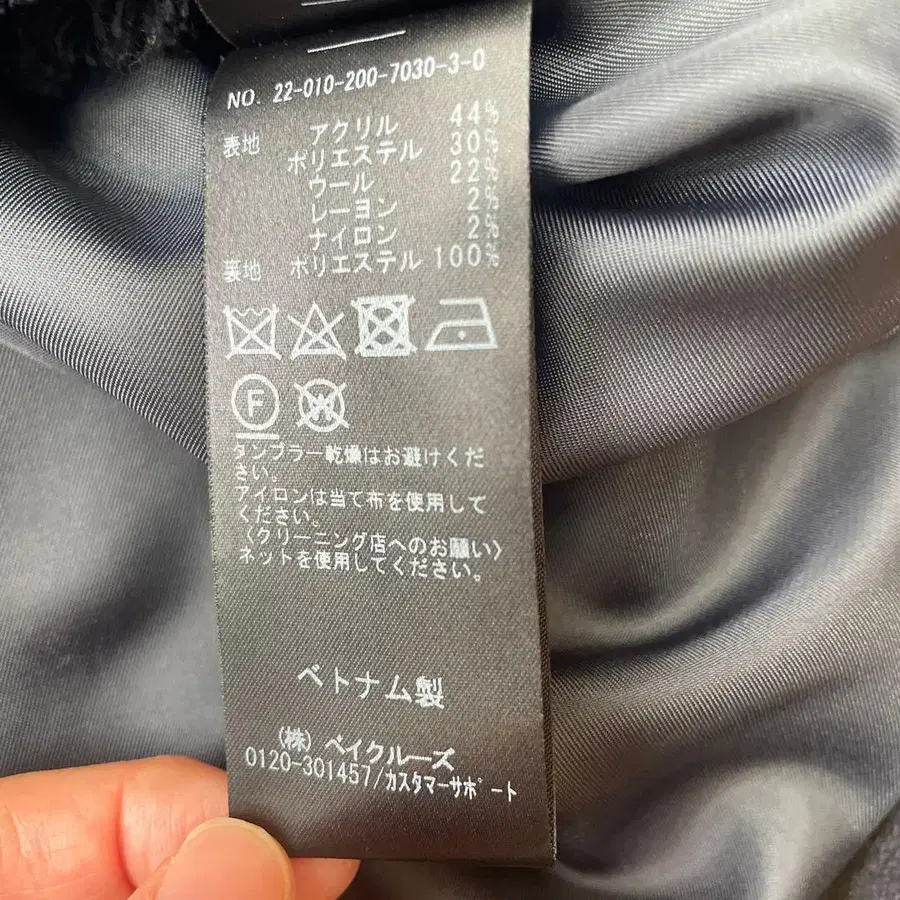 NO. 22-010-200-7030-3-0
表地 アクリル 44%
ポリエステル 30%
ウール 22%
レーヨン 2%
ナイロン 2%
裏地 ポリエステル 100%
F W
タンブラー乾燥はお避けくだ
さい。
アイロンは当て布を使用して
ください。
〈クリーニング店へのお願い〉
ネットを使用してください。
ベトナム製
(株) ベイクルーズ
0120-301457/カスタマーサポート